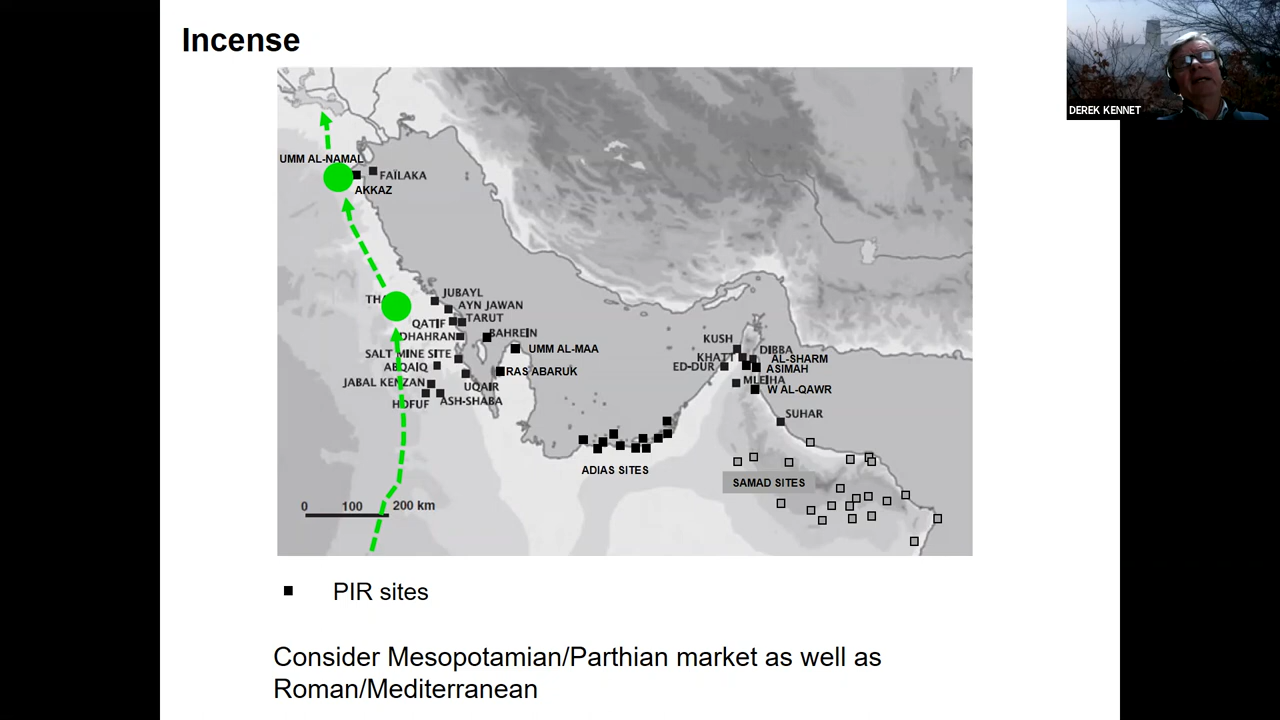 Incense
DEREK KENNET
UMM AL-NAMAL
FAÏLAKA
AKKAZ
JUBAYL
THA
AYN JAWAN
TARUT
QATIF
DHAHRAN
BAHREIN
SALT MINE SITE
UMM AL-MAA
ABQAIQ
RAS ABARUK
JABAL KENZAN
UQAIR
HOFUF
ASH-SHABA
KUSH
DIBBA
KHATT
AL-SHARM
ED-DUR
ASIMAH
MLEIHA
W AL-QAWR
SUHAR
ADIAS SITES
SAMAD SITES
0 100 200 km
PIR sites
Consider Mesopotamian/Parthian market as well as
Roman/Mediterranean